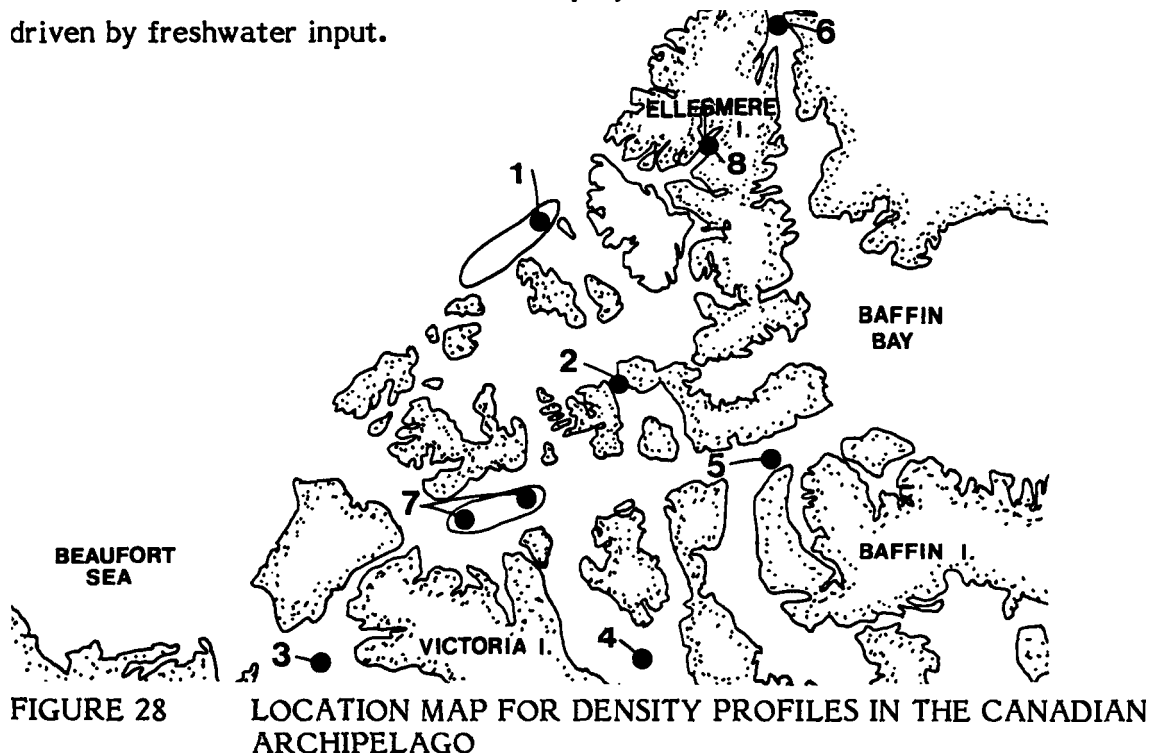 driven by freshwater input.
6
ELLESMERE
I.
8
1
BAFFIN
BAY
2
5
7
BEAUFORT
SEA
BAFFIN I.
VICTORIA I.
3
4
FIGURE 28 LOCATION MAP FOR DENSITY PROFILES IN THE CANADIAN
ARCHIPELAGO